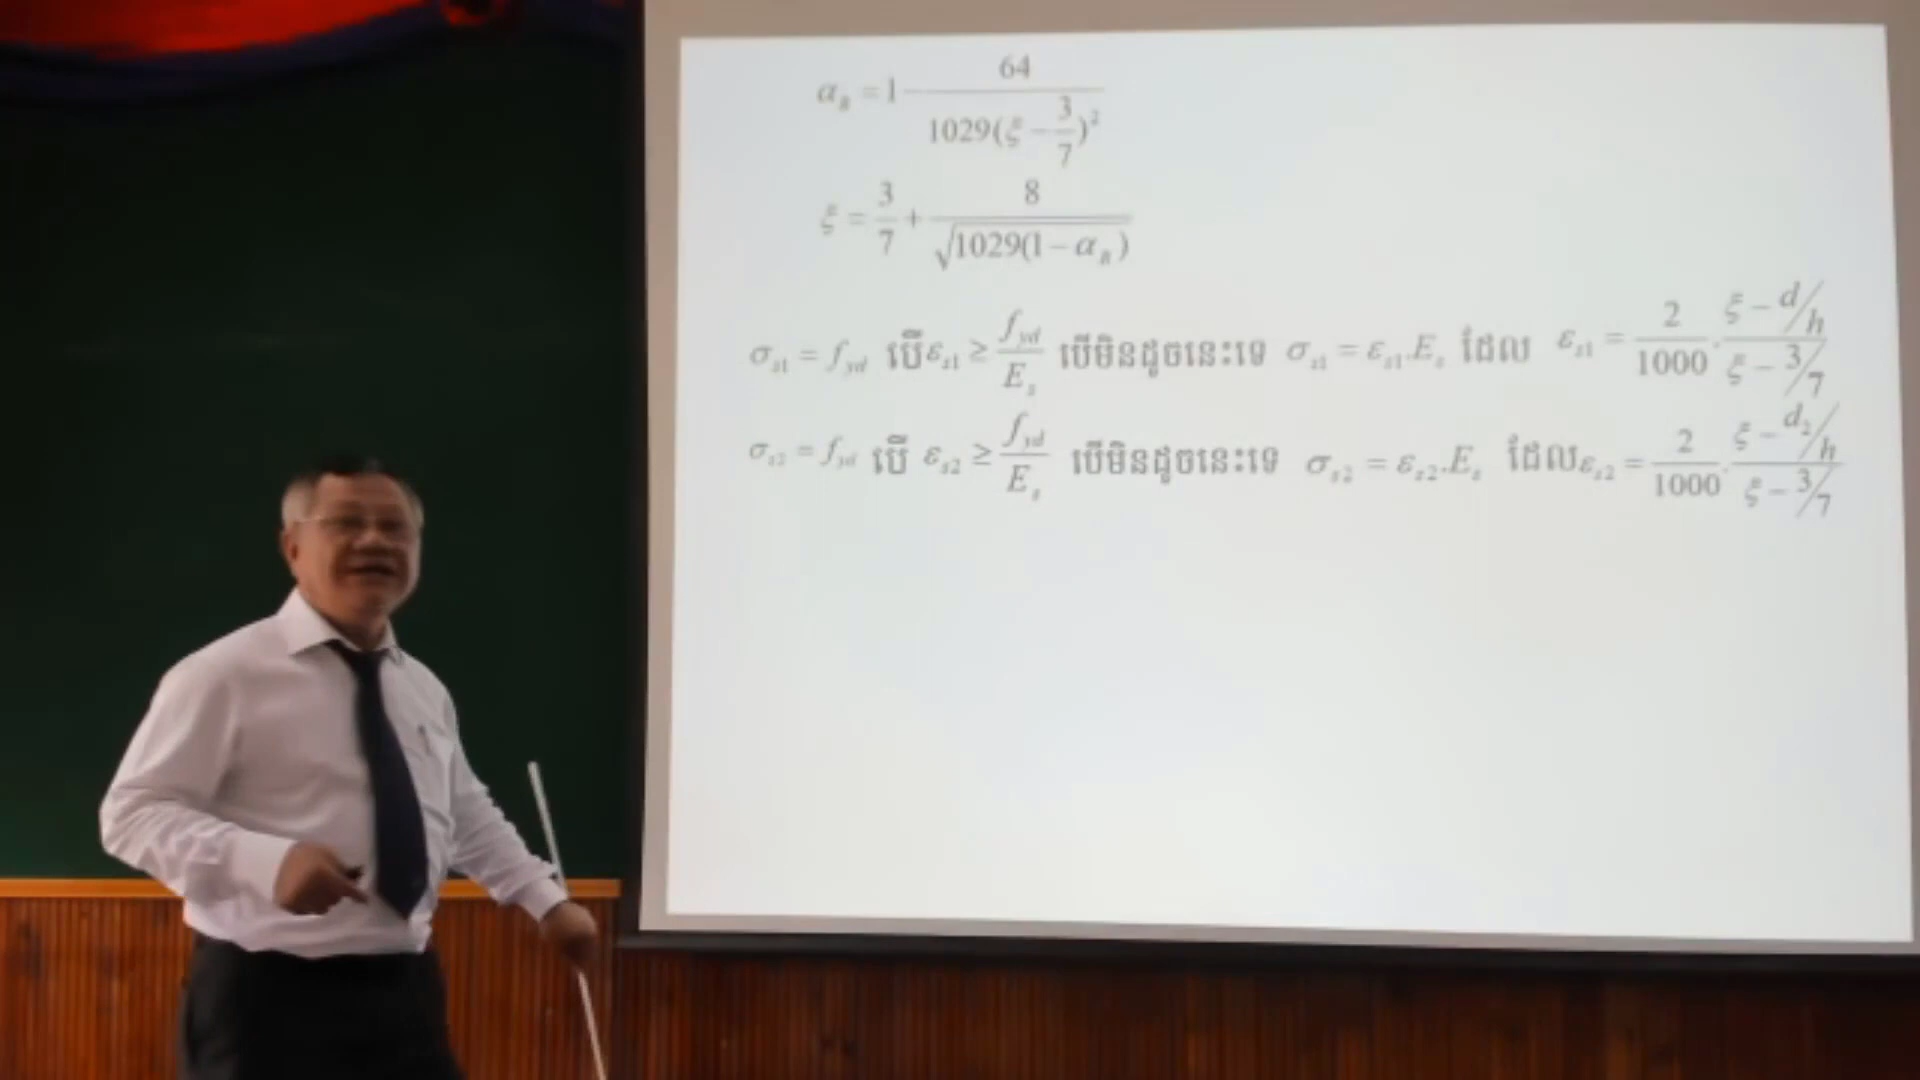 α_R = 1 - 64/(1029(ξ - 3/7)²)
ξ = 3/7 + 8/√(1029(1 - α_R))
σ_s1 = f_yd បើ ε_s1 ≥ f_yd/E_s បើមិនដូចនេះទេ σ_s1 = ε_s1.E_s ដែល ε_s1 = 2/1000 . (ξ - d/h)/(ξ - 3/7)
σ_s2 = f_yd បើ ε_s2 ≥ f_yd/E_s បើមិនដូចនេះទេ σ_s2 = ε_s2.E_s ដែល ε_s2 = 2/1000 . (ξ - d₂/h)/(ξ - 3/7)